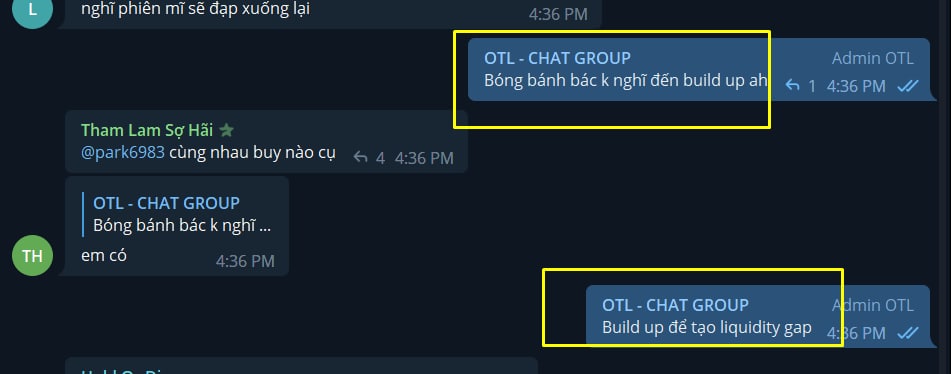 L
nghĩ phiên mĩ sẽ đạp xuống lại
4:36 PM
OTL - CHAT GROUP Admin OTL
Bóng bánh bác k nghĩ đến build up ah 1 4:36 PM
Tham Lam Sợ Hãi
@park6983 cùng nhau buy nào cụ 4 4:36 PM
OTL - CHAT GROUP
Bóng bánh bác k nghĩ ...
TH
em có 4:36 PM
OTL - CHAT GROUP Admin OTL
Build up để tạo liquidity gap 4:36 PM